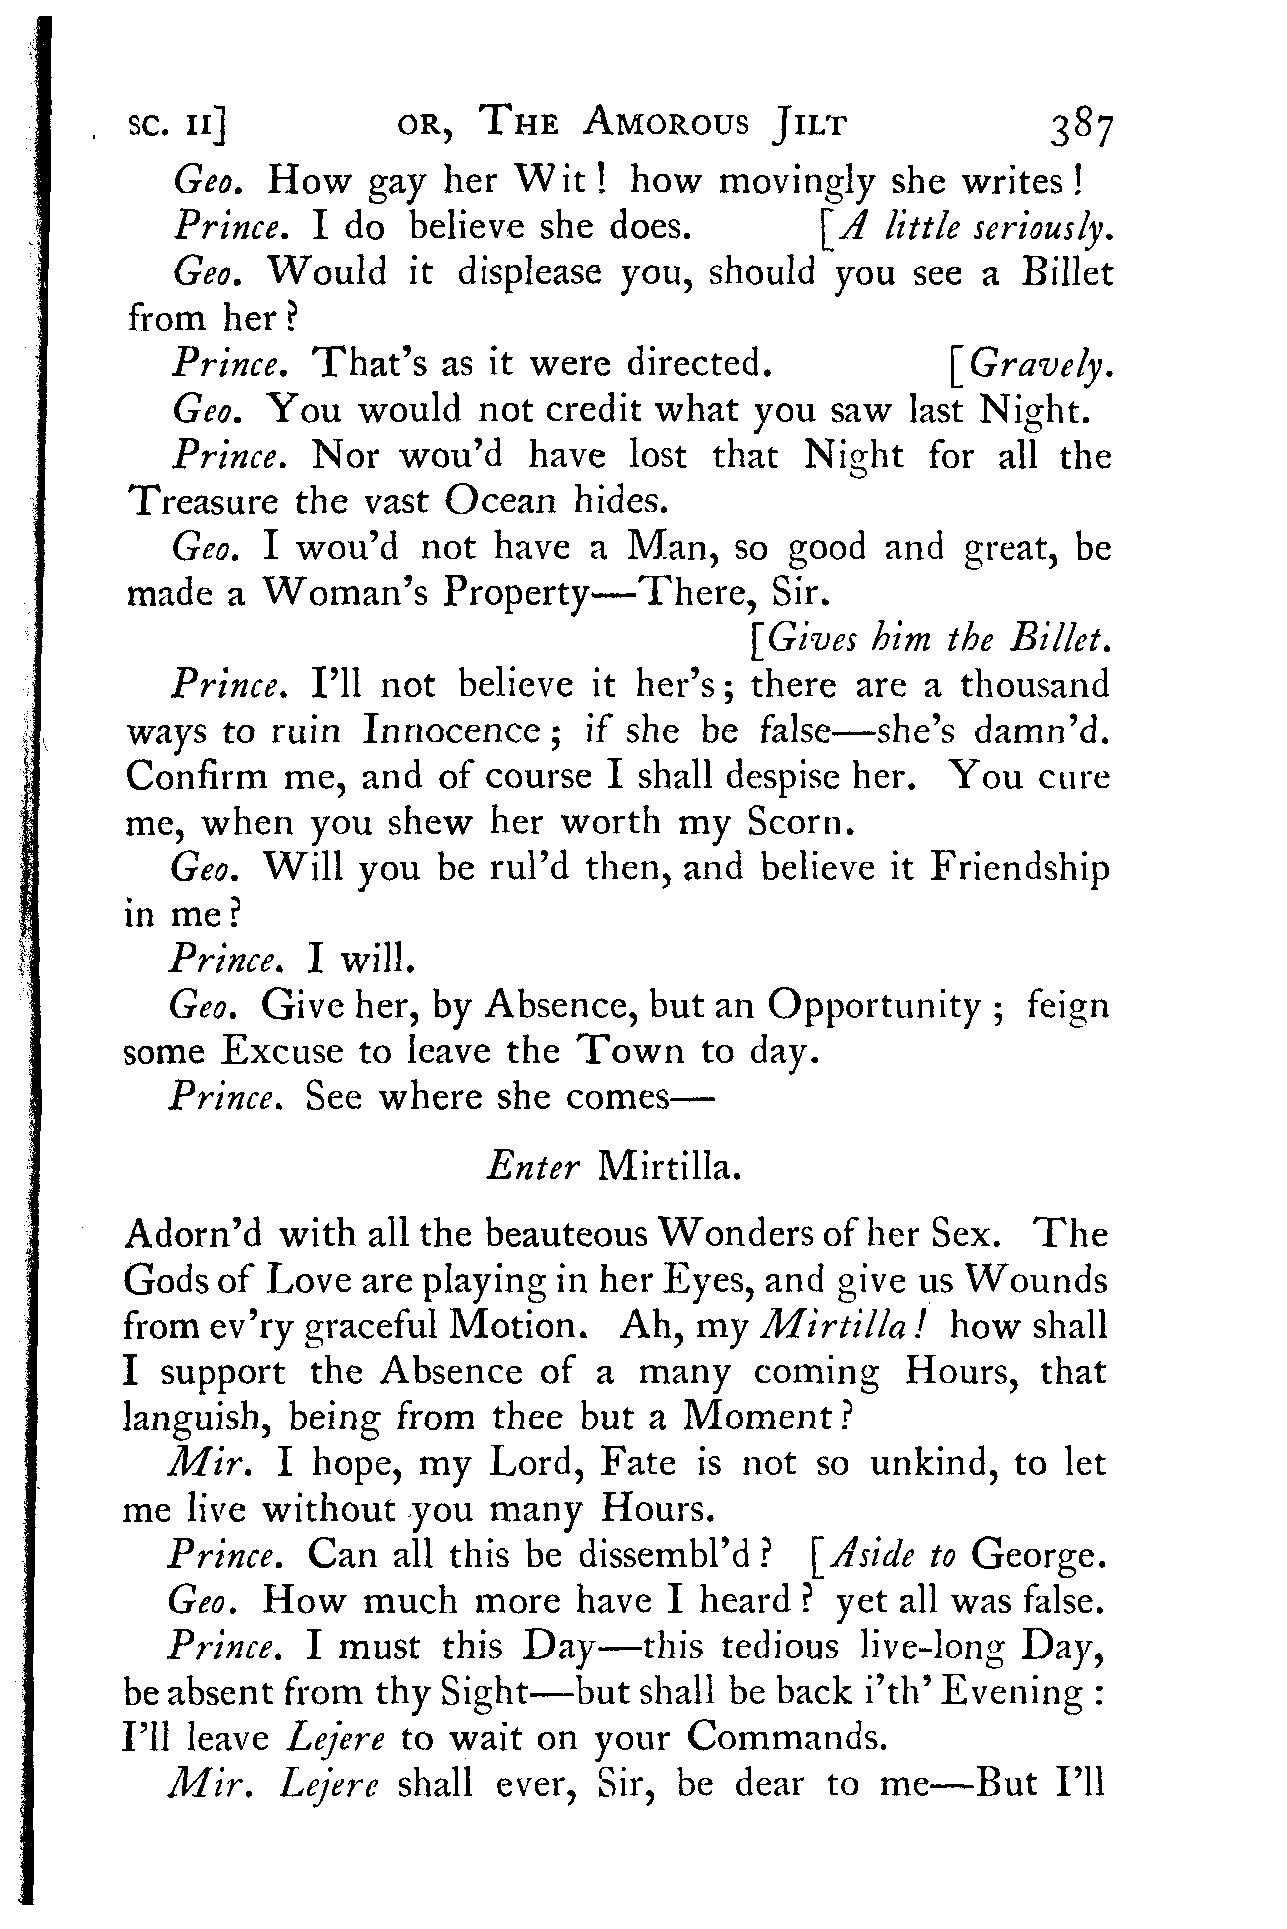 SC. II] OR, THE AMOROUS JILT 387
Geo. How gay her Wit! how movingly she writes!
Prince. I do believe she does. [A little seriously.
Geo. Would it displease you, should you see a Billet
from her?
Prince. That's as it were directed. [Gravely.
Geo. You would not credit what you saw last Night.
Prince. Nor wou'd have lost that Night for all the
Treasure the vast Ocean hides.
Geo. I wou'd not have a Man, so good and great, be
made a Woman's Property—There, Sir.
[Gives him the Billet.
Prince. I'll not believe it her's; there are a thousand
ways to ruin Innocence; if she be false—she's damn'd.
Confirm me, and of course I shall despise her. You cure
me, when you shew her worth my Scorn.
Geo. Will you be rul'd then, and believe it Friendship
in me?
Prince. I will.
Geo. Give her, by Absence, but an Opportunity; feign
some Excuse to leave the Town to day.
Prince. See where she comes—
Enter Mirtilla.
Adorn'd with all the beauteous Wonders of her Sex. The
Gods of Love are playing in her Eyes, and give us Wounds
from ev'ry graceful Motion. Ah, my Mirtilla! how shall
I support the Absence of a many coming Hours, that
languish, being from thee but a Moment?
Mir. I hope, my Lord, Fate is not so unkind, to let
me live without you many Hours.
Prince. Can all this be dissembl'd? [Aside to George.
Geo. How much more have I heard? yet all was false.
Prince. I must this Day—this tedious live-long Day,
be absent from thy Sight—but shall be back i'th' Evening:
I'll leave Lejere to wait on your Commands.
Mir. Lejere shall ever, Sir, be dear to me—But I'll